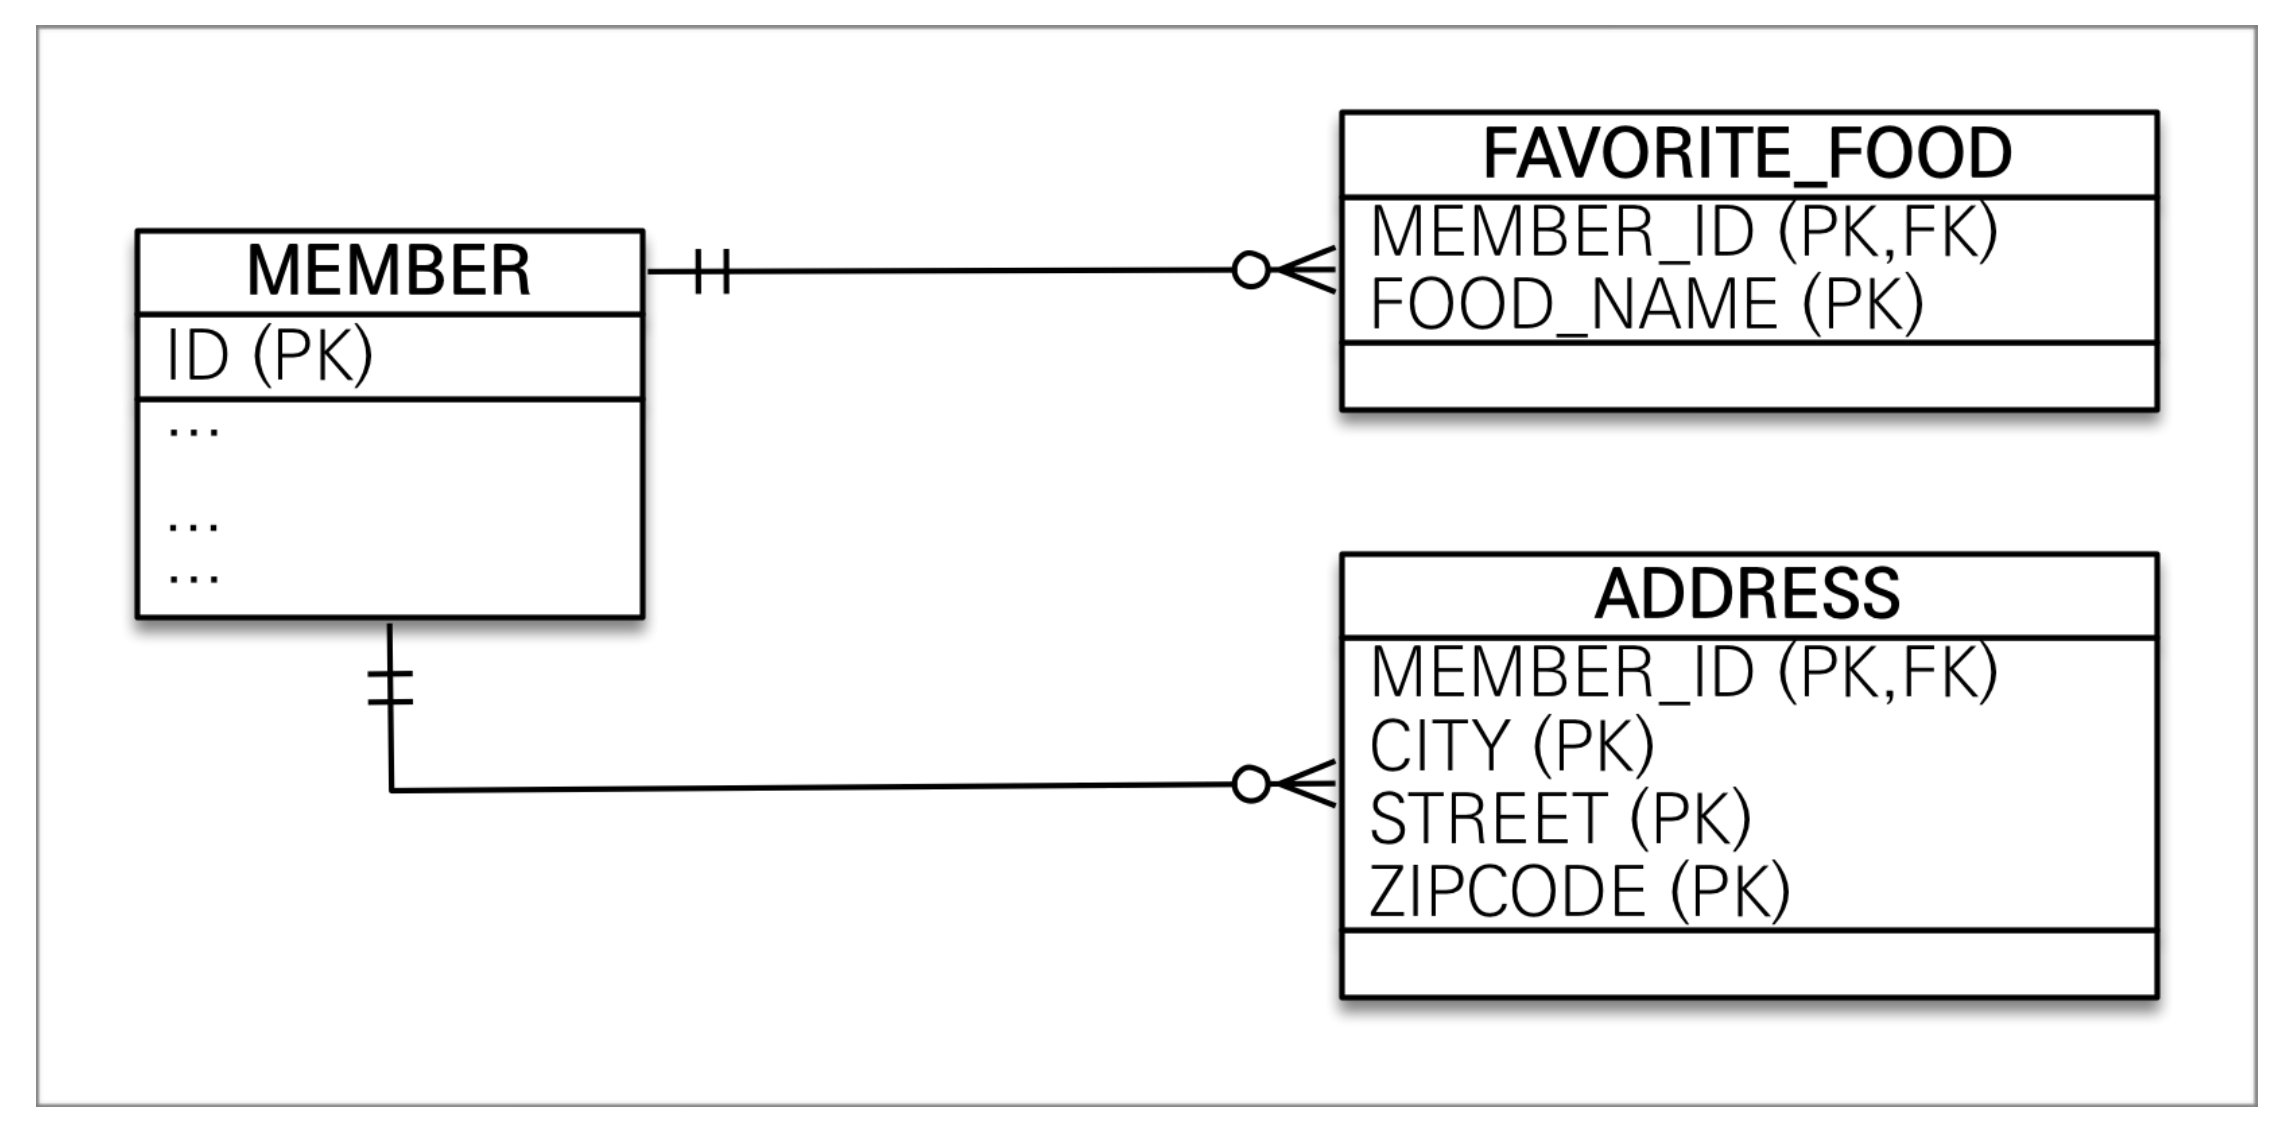 MEMBER
ID (PK)
...
...
...
FAVORITE_FOOD
MEMBER_ID (PK,FK)
FOOD_NAME (PK)
ADDRESS
MEMBER_ID (PK,FK)
CITY (PK)
STREET (PK)
ZIPCODE (PK)